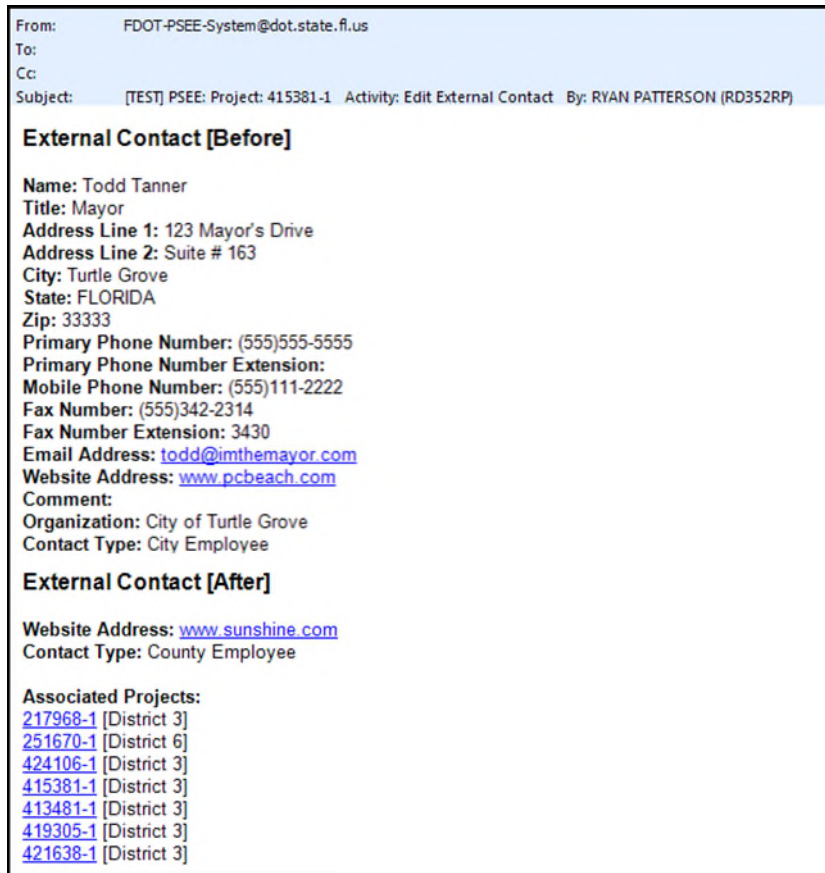 From: FDOT-PSEE-System@dot.state.fl.us
To:
Cc:
Subject: [TEST] PSEE: Project: 415381-1 Activity: Edit External Contact By: RYAN PATTERSON (RD352RP)
External Contact [Before]
Name: Todd Tanner
Title: Mayor
Address Line 1: 123 Mayor's Drive
Address Line 2: Suite # 163
City: Turtle Grove
State: FLORIDA
Zip: 33333
Primary Phone Number: (555)555-5555
Primary Phone Number Extension:
Mobile Phone Number: (555)111-2222
Fax Number: (555)342-2314
Fax Number Extension: 3430
Email Address: todd@imthemayor.com
Website Address: www.pcbeach.com
Comment:
Organization: City of Turtle Grove
Contact Type: City Employee
External Contact [After]
Website Address: www.sunshine.com
Contact Type: County Employee
Associated Projects:
217968-1 [District 3]
251670-1 [District 6]
424106-1 [District 3]
415381-1 [District 3]
413481-1 [District 3]
419305-1 [District 3]
421638-1 [District 3]